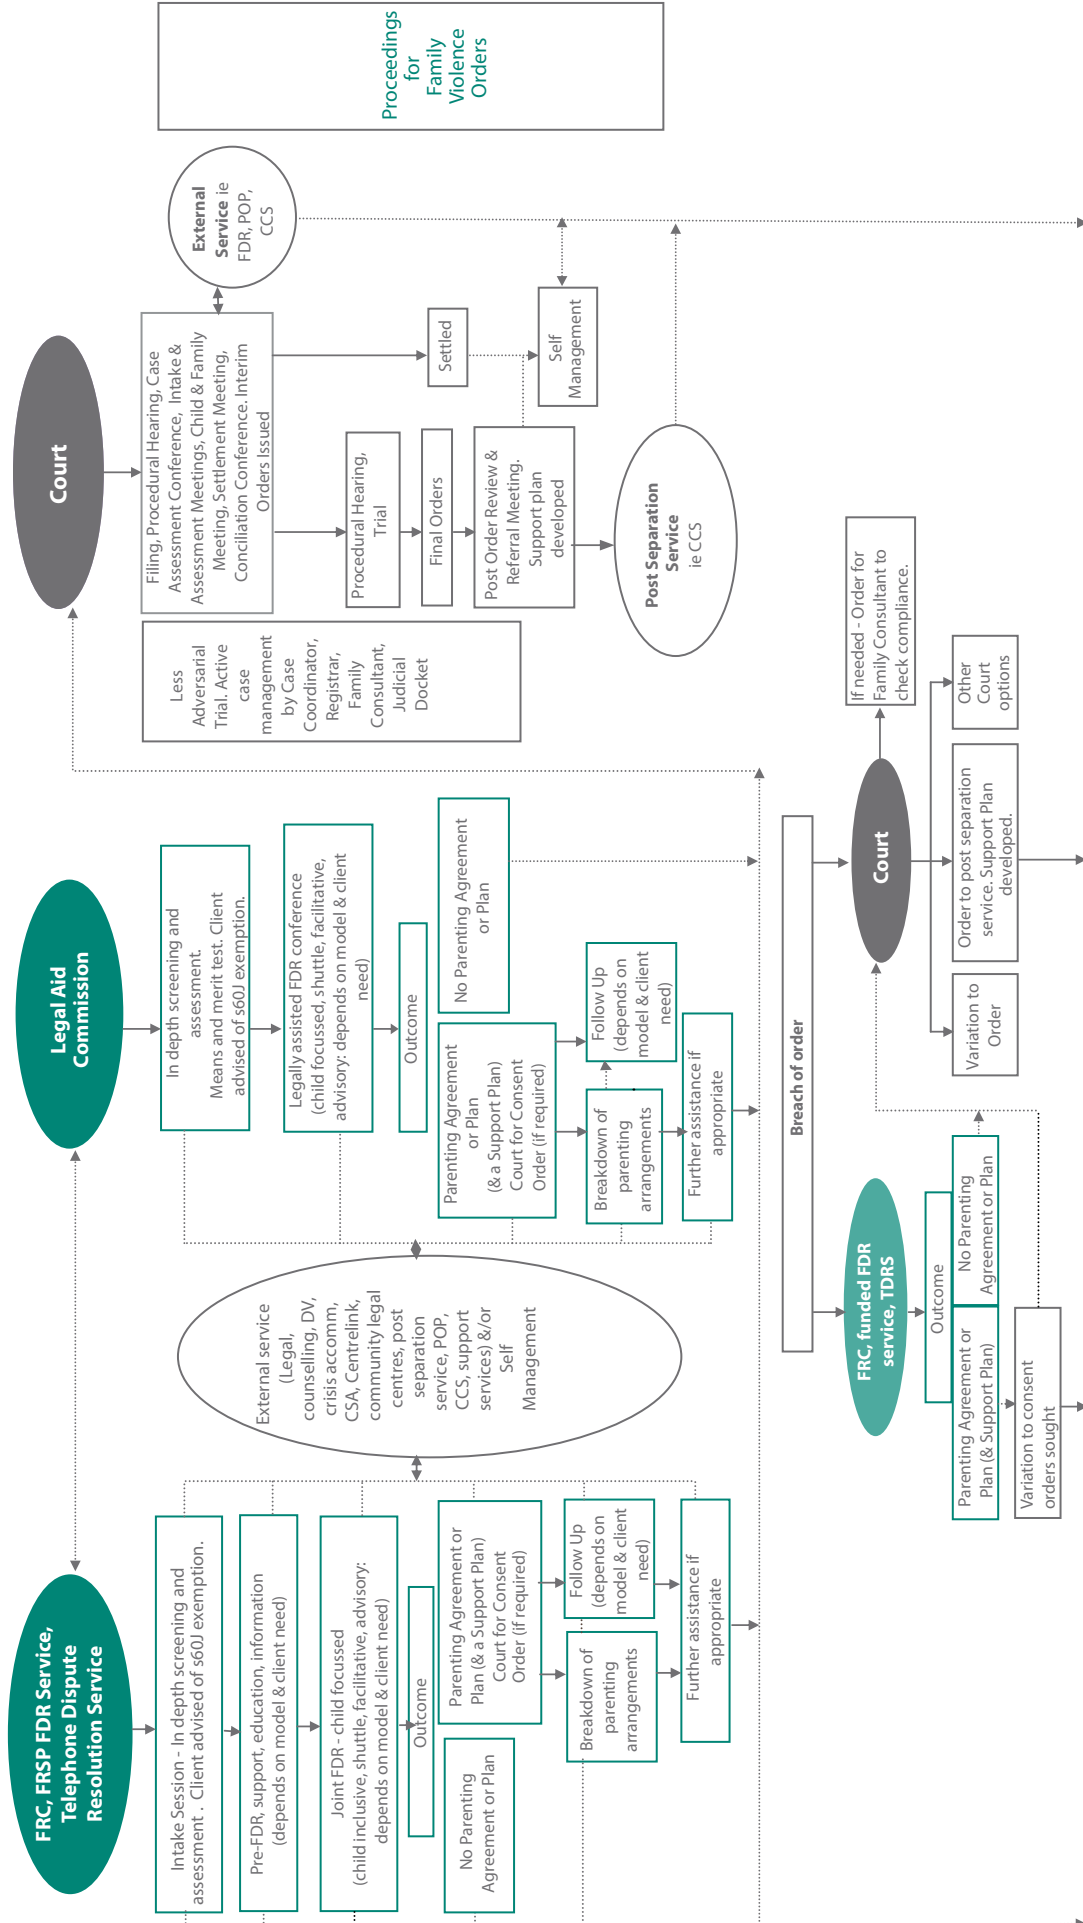 FRC, FRSP FDR Service,
Telephone Dispute
Resolution Service
Intake Session - In depth screening and
assessment . Client advised of s60J exemption.
Pre-FDR, support, education, information
(depends on model & client need)
Joint FDR - child focussed
(child inclusive, shuttle, facilitative, advisory:
depends on model & client need)
Outcome
No Parenting
Agreement or Plan
Parenting Agreement or
Plan (& a Support Plan)
Court for Consent
Order (if required)
Breakdown of
parenting
arrangements
Follow Up
(depends on
model & client
need)
Further assistance if
appropriate
External service
(Legal,
counselling, DV,
crisis accomm,
CSA, Centrelink,
community legal
centres, post
separation
service, POP,
CCS, support
services) &/or
Self
Management
Legal Aid
Commission
In depth screening and
assessment.
Means and merit test. Client
advised of s60J exemption.
Legally assisted FDR conference
(child focussed, shuttle, facilitative,
advisory: depends on model & client
need)
Outcome
Parenting Agreement
or Plan
(& a Support Plan)
Court for Consent
Order (if required)
No Parenting Agreement
or Plan
Breakdown of
parenting
arrangements
Follow Up
(depends on
model & client
need)
Further assistance if
appropriate
Less
Adversarial
Trial. Active
case
management
by Case
Coordinator,
Registrar,
Family
Consultant,
Judicial
Docket
Court
Filing, Procedural Hearing, Case
Assessment Conference, Intake &
Assessment Meetings, Child & Family
Meeting, Settlement Meeting,
Conciliation Conference. Interim
Orders Issued
Procedural Hearing,
Trial
Final Orders
Post Order Review &
Referral Meeting.
Support plan
developed
Settled
Self
Management
Post Separation
Service
ie CCS
External
Service ie
FDR, POP,
CCS
Proceedings
for
Family
Violence
Orders
Breach of order
FRC, funded FDR
service, TDRS
Outcome
Parenting Agreement or
Plan (& Support Plan)
No Parenting
Agreement or Plan
Variation to consent
orders sought
Court
If needed - Order for
Family Consultant to
check compliance.
Variation to
Order
Order to post separation
service. Support Plan
developed.
Other
Court
options